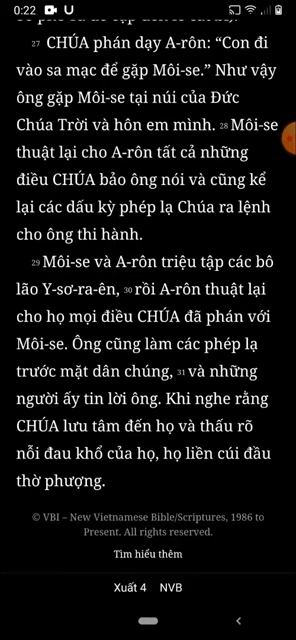 0:22
27 CHÚA phán dạy A-rôn: “Con đi
vào sa mạc để gặp Môi-se.” Như vậy
ông gặp Môi-se tại núi của Đức
Chúa Trời và hôn em mình. 28 Môi-se
thuật lại cho A-rôn tất cả những
điều CHÚA bảo ông nói và cũng kể
lại các dấu kỳ phép lạ Chúa ra lệnh
cho ông thi hành.
29 Môi-se và A-rôn triệu tập các bô
lão Y-sơ-ra-ên, 30 rồi A-rôn thuật lại
cho họ mọi điều CHÚA đã phán với
Môi-se. Ông cũng làm các phép lạ
trước mặt dân chúng, 31 và những
người ấy tin lời ông. Khi nghe rằng
CHÚA lưu tâm đến họ và thấu rõ
nỗi đau khổ của họ, họ liền cúi đầu
thờ phượng.
© VBI – New Vietnamese Bible/Scriptures, 1986 to
Present. All rights reserved.
Tìm hiểu thêm
Xuất 4 NVB